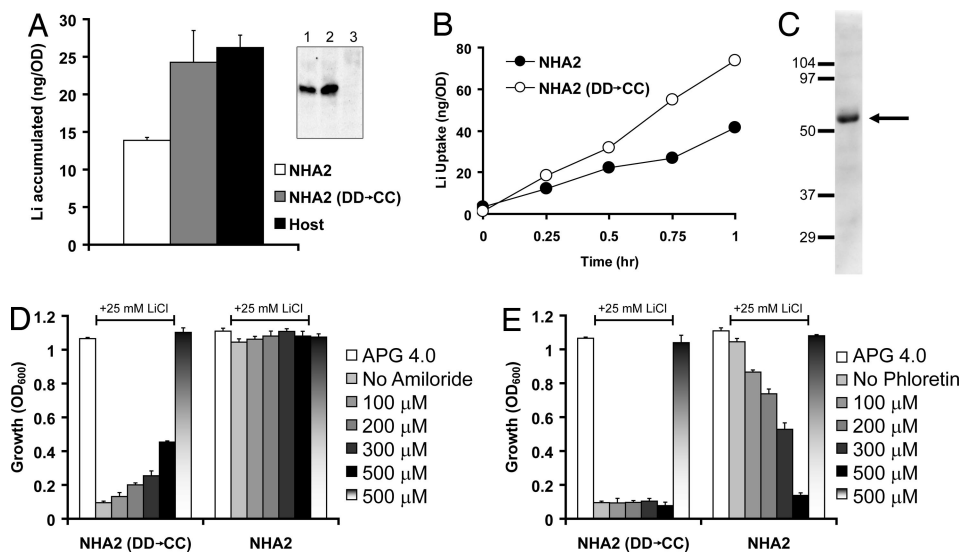 A
30
25
20
15
10
5
0
Li accumulated (ng/OD)
1 2 3
NHA2
NHA2 (DD→CC)
Host
B
80
60
40
20
0
Li Uptake (ng/OD)
NHA2
NHA2 (DD→CC)
0 0.25 0.5 0.75 1
Time (hr)
C
104
97
50
37
29
D
+25 mM LiCl
+25 mM LiCl
1.2
1
0.8
0.6
0.4
0.2
0
Growth (OD600)
NHA2 (DD→CC)
NHA2
APG 4.0
No Amiloride
100 μM
200 μM
300 μM
500 μM
500 μM
E
+25 mM LiCl
+25 mM LiCl
1.2
1
0.8
0.6
0.4
0.2
0
Growth (OD600)
NHA2 (DD→CC)
NHA2
APG 4.0
No Phloretin
100 μM
200 μM
300 μM
500 μM
500 μM